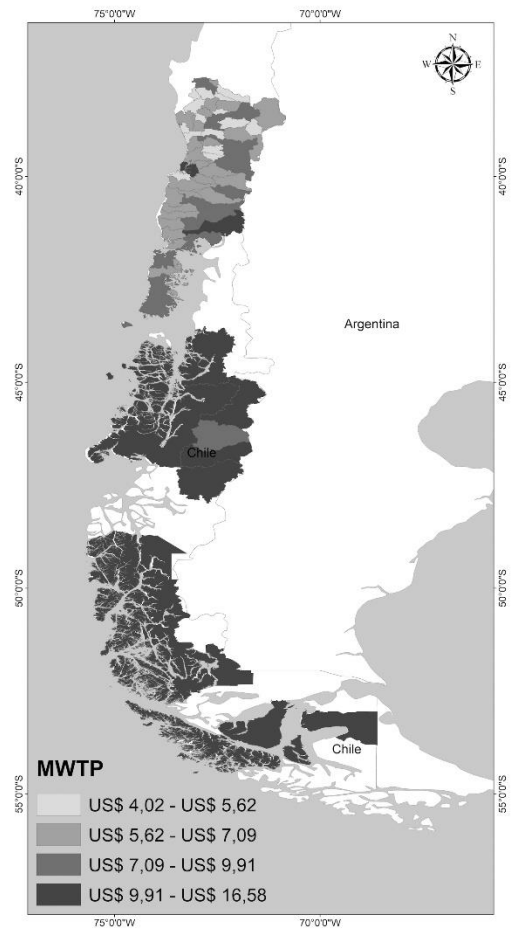 75°0'0"W
70°0'0"W
N
W
E
S
40°0'0"S
40°0'0"S
Argentina
45°0'0"S
45°0'0"S
Chile
50°0'0"S
50°0'0"S
Chile
MWTP
US$ 4,02 - US$ 5,62
US$ 5,62 - US$ 7,09
US$ 7,09 - US$ 9,91
US$ 9,91 - US$ 16,58
55°0'0"S
55°0'0"S
75°0'0"W
70°0'0"W